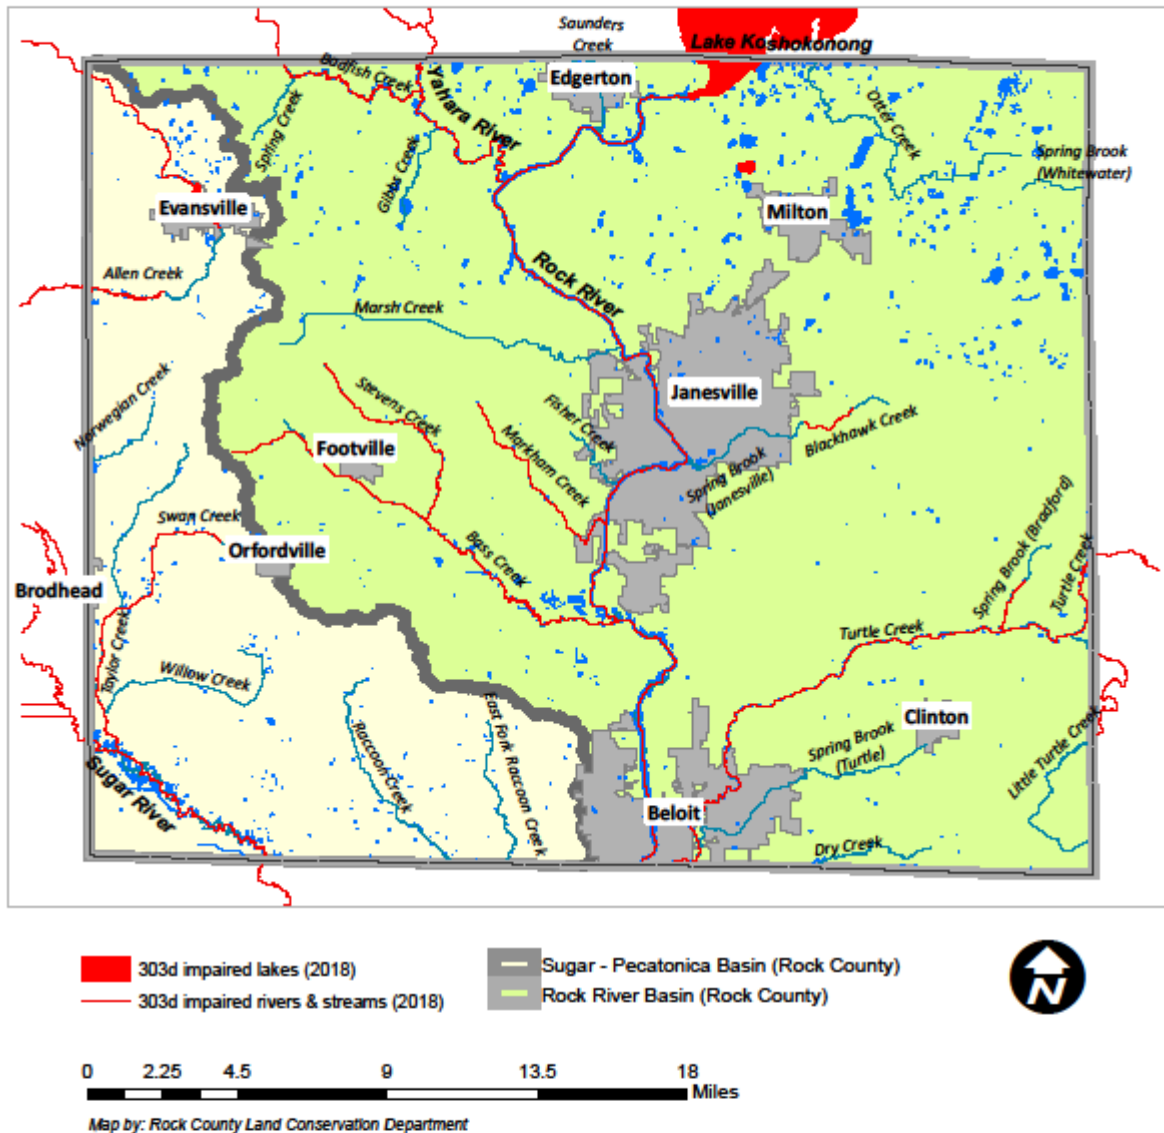 Saunders
Creek
Lake Koshokonong
Badfish Creek
Yahara River
Edgerton
Spring Creek
Otter Creek
Gibbs Creek
Spring Brook
(Whitewater)
Evansville
Milton
Allen Creek
Rock River
Marsh Creek
Norwegian Creek
Stevens Creek
Janesville
Fisher Creek
Blackhawk Creek
Footville
Markham Creek
Spring Brook
(Janesville)
Swan Creek
Orfordville
Bass Creek
Spring Brook (Bradford)
Turtle Creek
Brodhead
Taylor Creek
Turtle Creek
Willow Creek
Raccoon Creek
East Fork Raccoon Creek
Clinton
Spring Brook
(Turtle)
Little Turtle Creek
Sugar River
Beloit
Dry Creek
303d impaired lakes (2018)
303d impaired rivers & streams (2018)
Sugar - Pecatonica Basin (Rock County)
Rock River Basin (Rock County)
N
0 2.25 4.5 9 13.5 18
Miles
Map by: Rock County Land Conservation Department